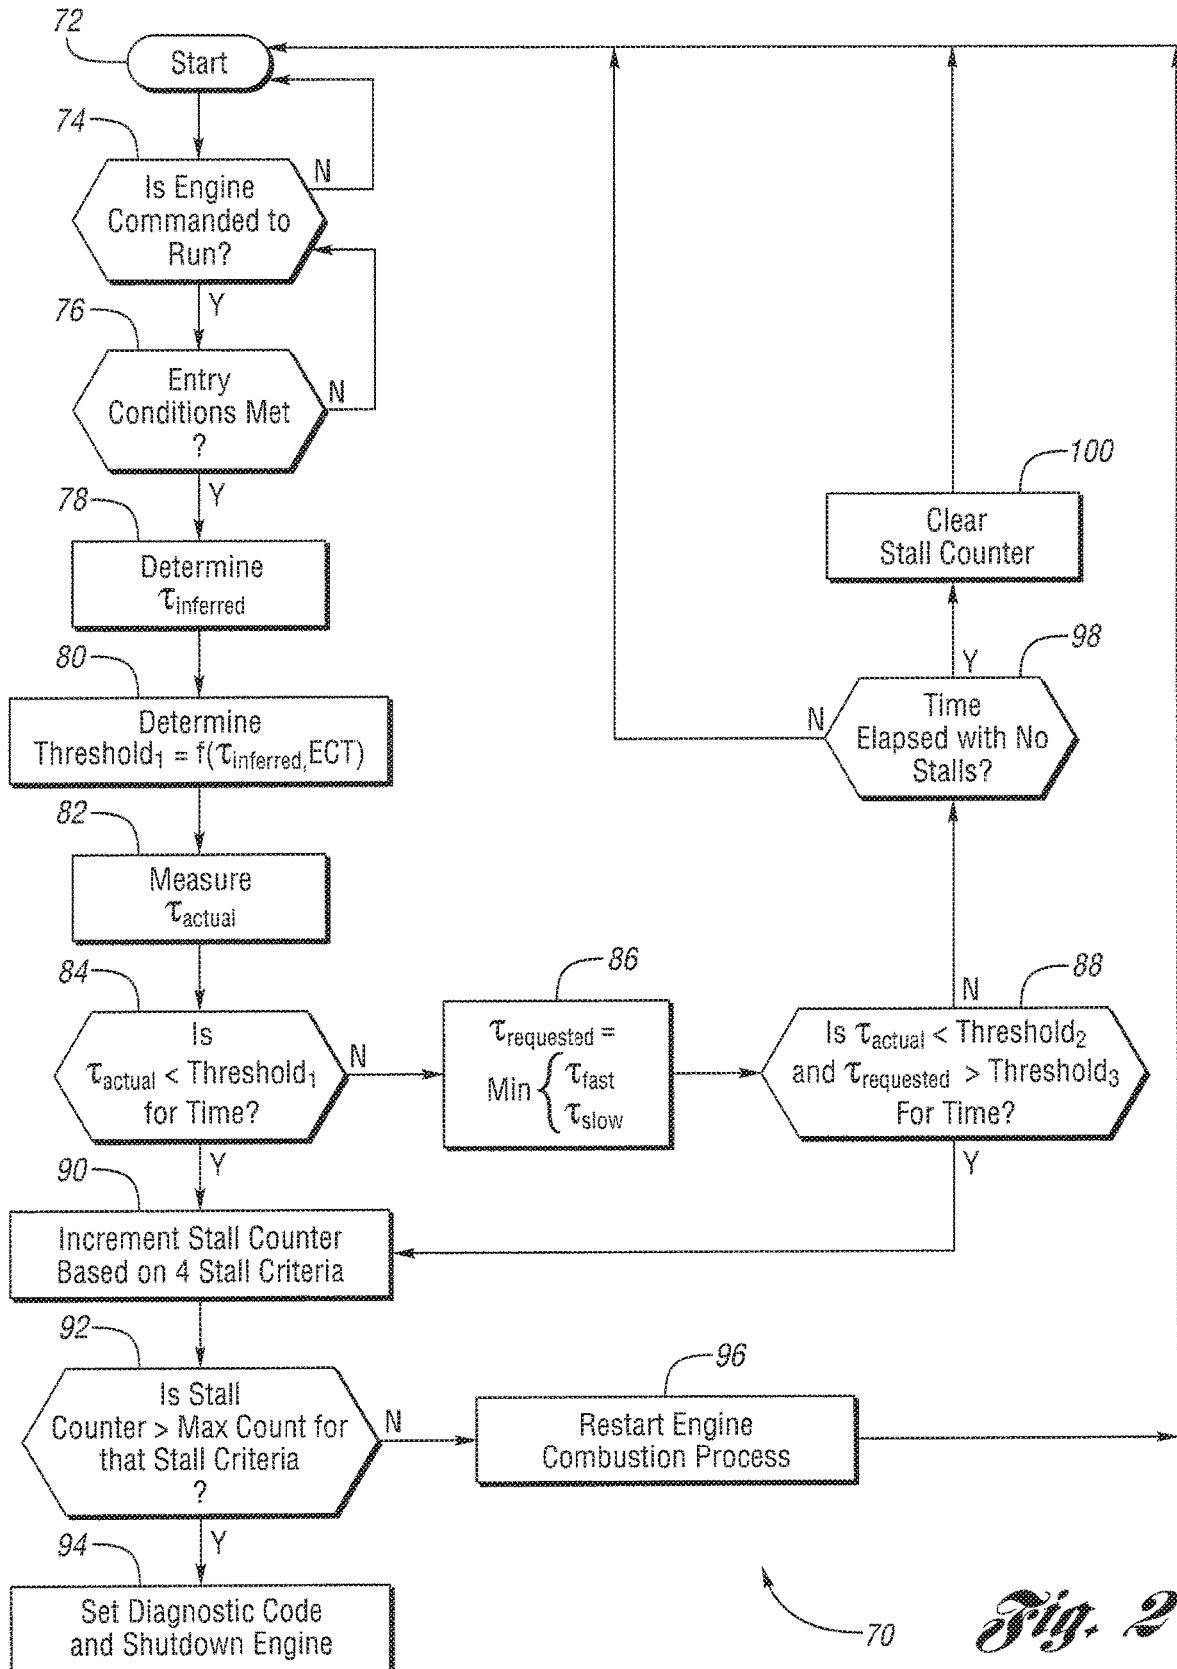 72
Start
74
N
Is Engine
Commanded to
Run?
Y
76
Entry
Conditions Met
?
N
Y
78
Determine
τinferred
80
Determine
Threshold1 = f(τinferred,ECT)
82
Measure
τactual
84
Is
τactual < Threshold1
for Time?
N
Y
86
τrequested =
Min { τfast
τslow
88
N
Is τactual < Threshold2
and τrequested > Threshold3
For Time?
Y
98
Y
N
Time
Elapsed with No
Stalls?
100
Clear
Stall Counter
90
Increment Stall Counter
Based on 4 Stall Criteria
92
Is Stall
Counter > Max Count for
that Stall Criteria
?
N
Y
96
Restart Engine
Combustion Process
94
Set Diagnostic Code
and Shutdown Engine
70
Fig. 2